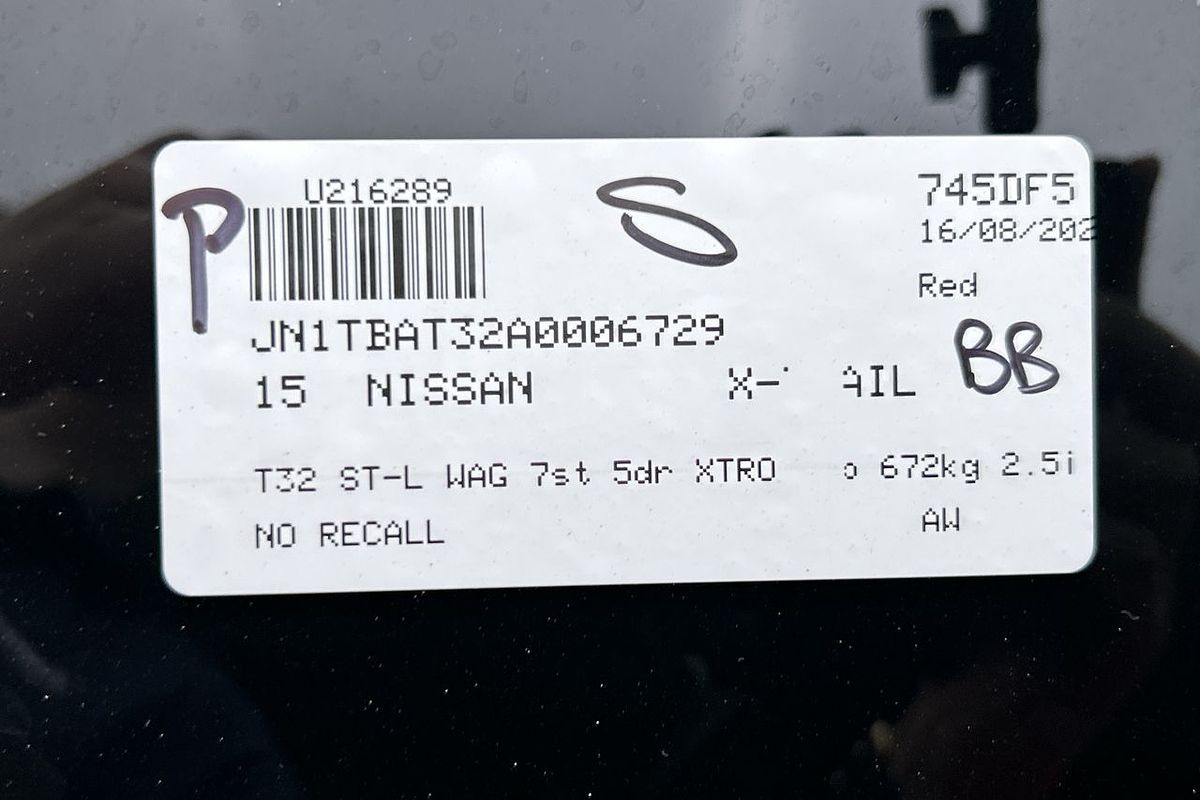 U216289
745DF5
16/08/202
P
S
Red
JN1TBAT32A0006729
15 NISSAN
BB
T32 ST-L WAG 7st 5dr XTRO 672kg 2.5i
NO RECALL
AW